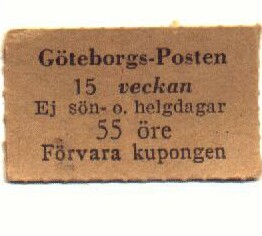 Göteborgs-Posten
15 veckan
Ej sön- o. helgdagar
55 öre
Förvara kupongen